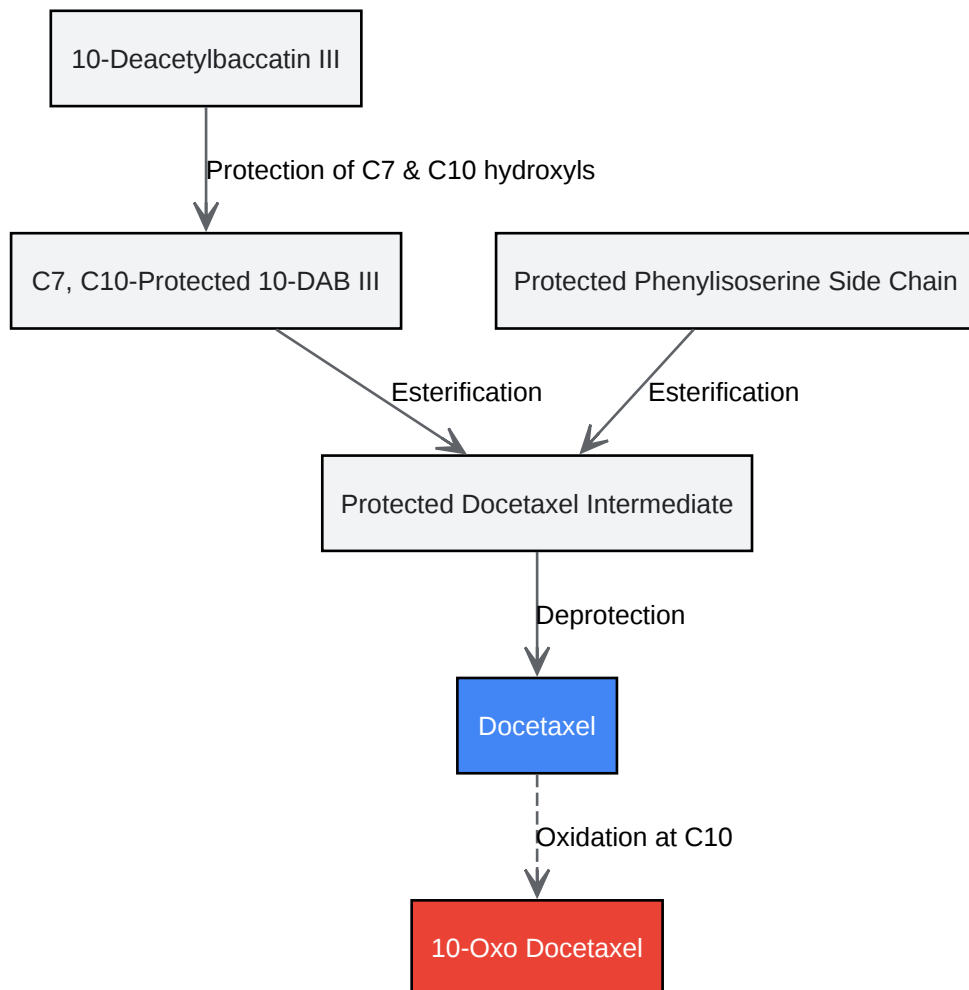 10-Deacetylbaccatin III
Protection of C7 & C10 hydroxyls
C7, C10-Protected 10-DAB III
Protected Phenylisoserine Side Chain
Esterification
Esterification
Protected Docetaxel Intermediate
Deprotection
Docetaxel
Oxidation at C10
10-Oxo Docetaxel